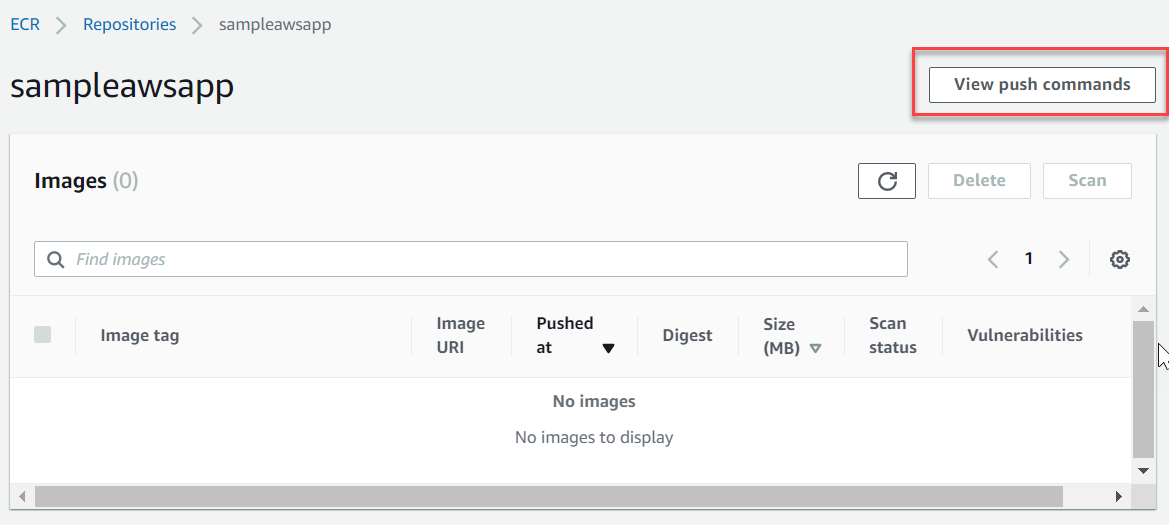 ECR Repositories sampleawsapp
sampleawsapp
View push commands
Images (0)
Delete
Scan
Find images
1
Image tag
Image
URI
Pushed
at
Digest
Size
(MB)
Scan
status
Vulnerabilities
No images
No images to display